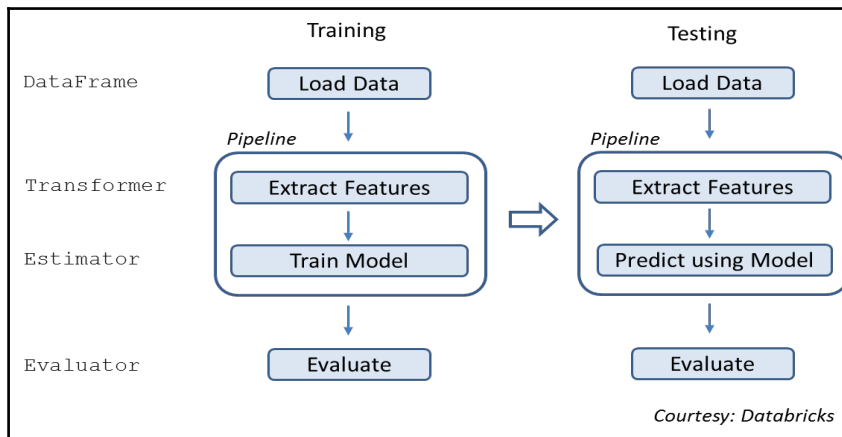 Training
Testing
DataFrame
Load Data
Load Data
Pipeline
Pipeline
Transformer
Extract Features
Extract Features
Estimator
Train Model
Predict using Model
Evaluator
Evaluate
Evaluate
Courtesy: Databricks